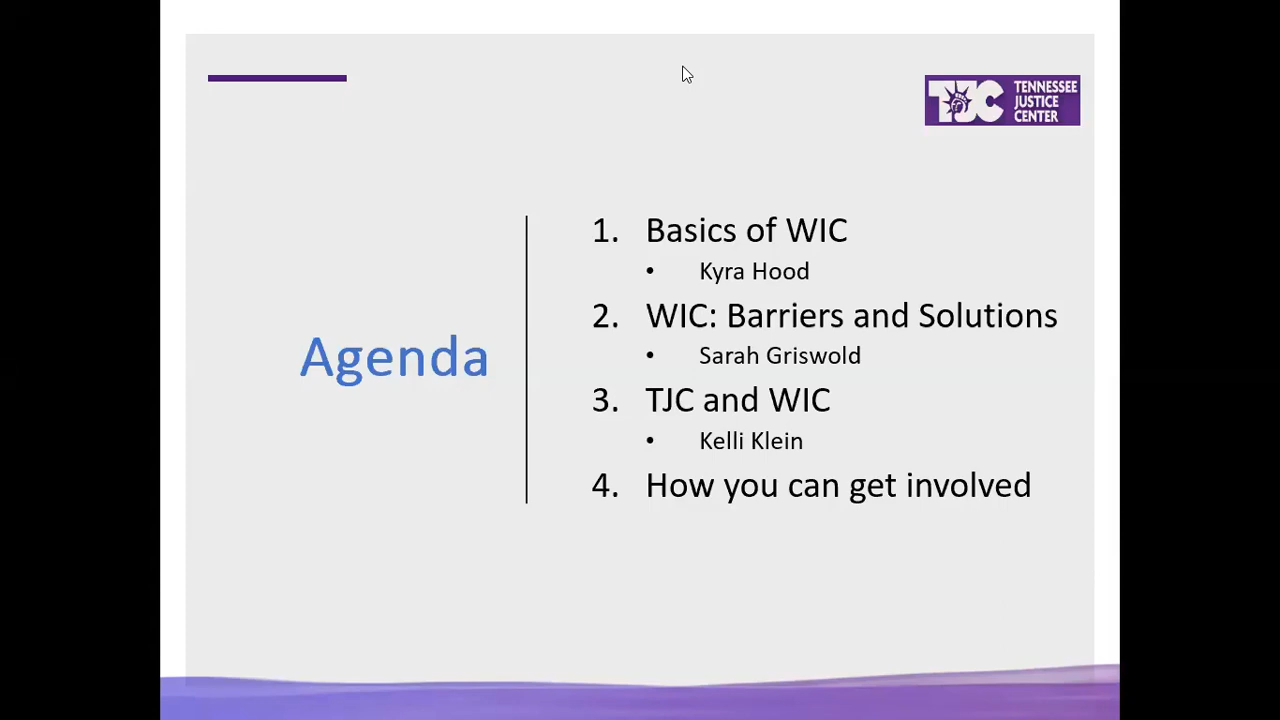 TJC TENNESSEE
JUSTICE
CENTER
Agenda
1. Basics of WIC
• Kyra Hood
2. WIC: Barriers and Solutions
• Sarah Griswold
3. TJC and WIC
• Kelli Klein
4. How you can get involved